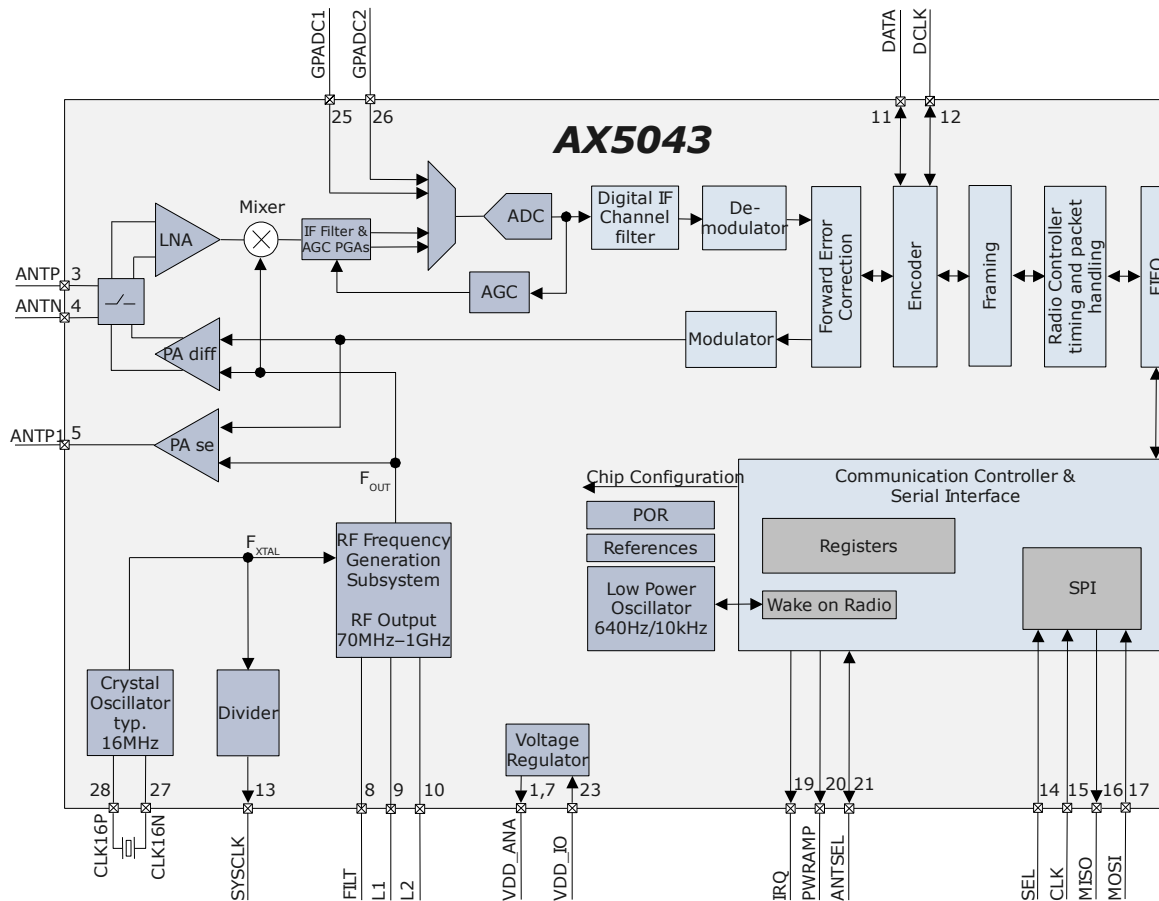 GPADC1
GPADC2
DATA
DCLK
25
26
11
12
AX5043
Mixer
LNA
IF Filter &
AGC PGAs
ADC
AGC
Digital IF
Channel
filter
De-
modulator
Forward Error
Correction
Encoder
Framing
Radio Controller
timing and packet
handling
FIFO
Modulator
ANTP 3
ANTN 4
PA diff
ANTP1 5
PA se
FOUT
FXTAL
RF Frequency
Generation
Subsystem
RF Output
70MHz–1GHz
Chip Configuration
POR
References
Low Power
Oscillator
640Hz/10kHz
Communication Controller &
Serial Interface
Registers
Wake on Radio
SPI
Crystal
Oscillator
typ.
16MHz
Divider
Voltage
Regulator
28
27
13
8
9
10
1,7
23
19
20
21
14
15
16
17
CLK16P
CLK16N
SYSCLK
FILT
L1
L2
VDD_ANA
VDD_IO
IRQ
PWRAMP
ANTSEL
SEL
CLK
MISO
MOSI